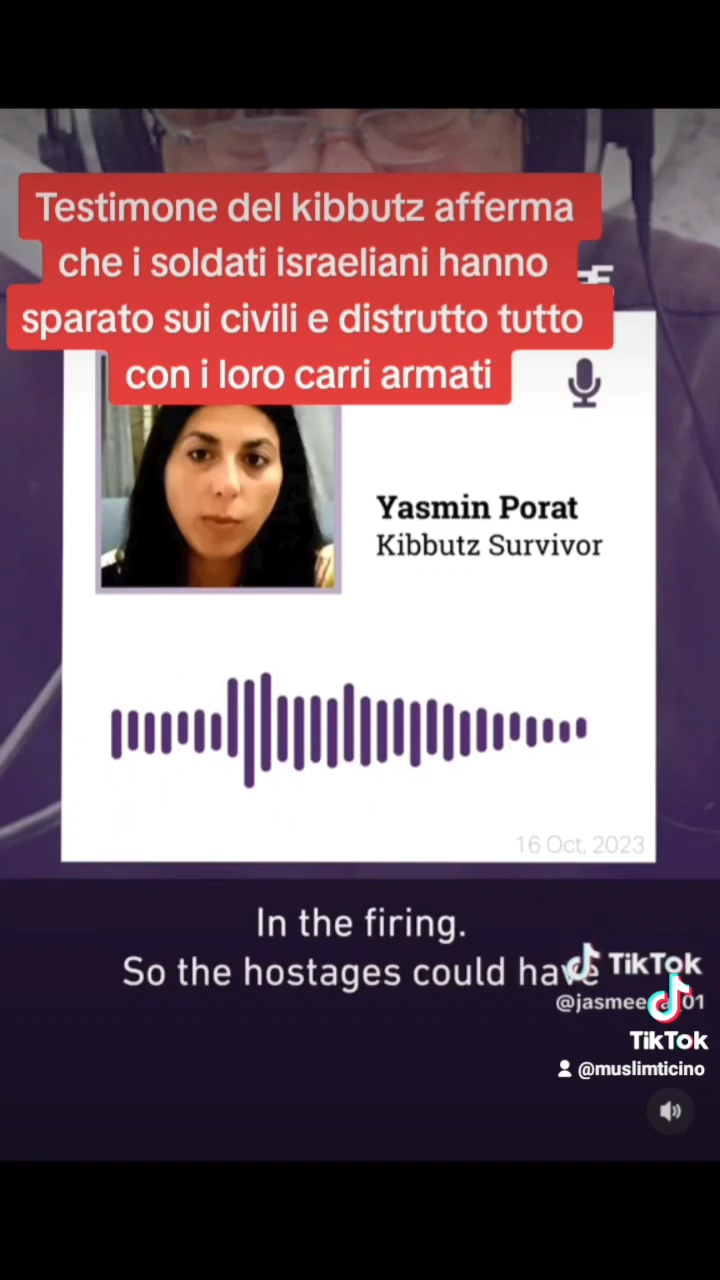 Testimone del kibbutz afferma
che i soldati israeliani hanno
sparato sui civili e distrutto tutto
con i loro carri armati
Yasmin Porat
Kibbutz Survivor
16 Oct, 2023
In the firing.
So the hostages could have
TikTok
TikTok
@muslimticino